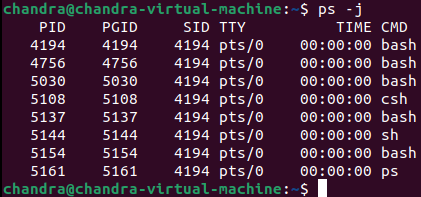 chandra@chandra-virtual-machine:~$ ps -j
    PID    PGID     SID TTY          TIME CMD
   4194    4194    4194 pts/0    00:00:00 bash
   4756    4756    4194 pts/0    00:00:00 bash
   5030    5030    4194 pts/0    00:00:00 bash
   5108    5108    4194 pts/0    00:00:00 csh
   5137    5137    4194 pts/0    00:00:00 bash
   5144    5144    4194 pts/0    00:00:00 sh
   5154    5154    4194 pts/0    00:00:00 bash
   5161    5161    4194 pts/0    00:00:00 ps
chandra@chandra-virtual-machine:~$